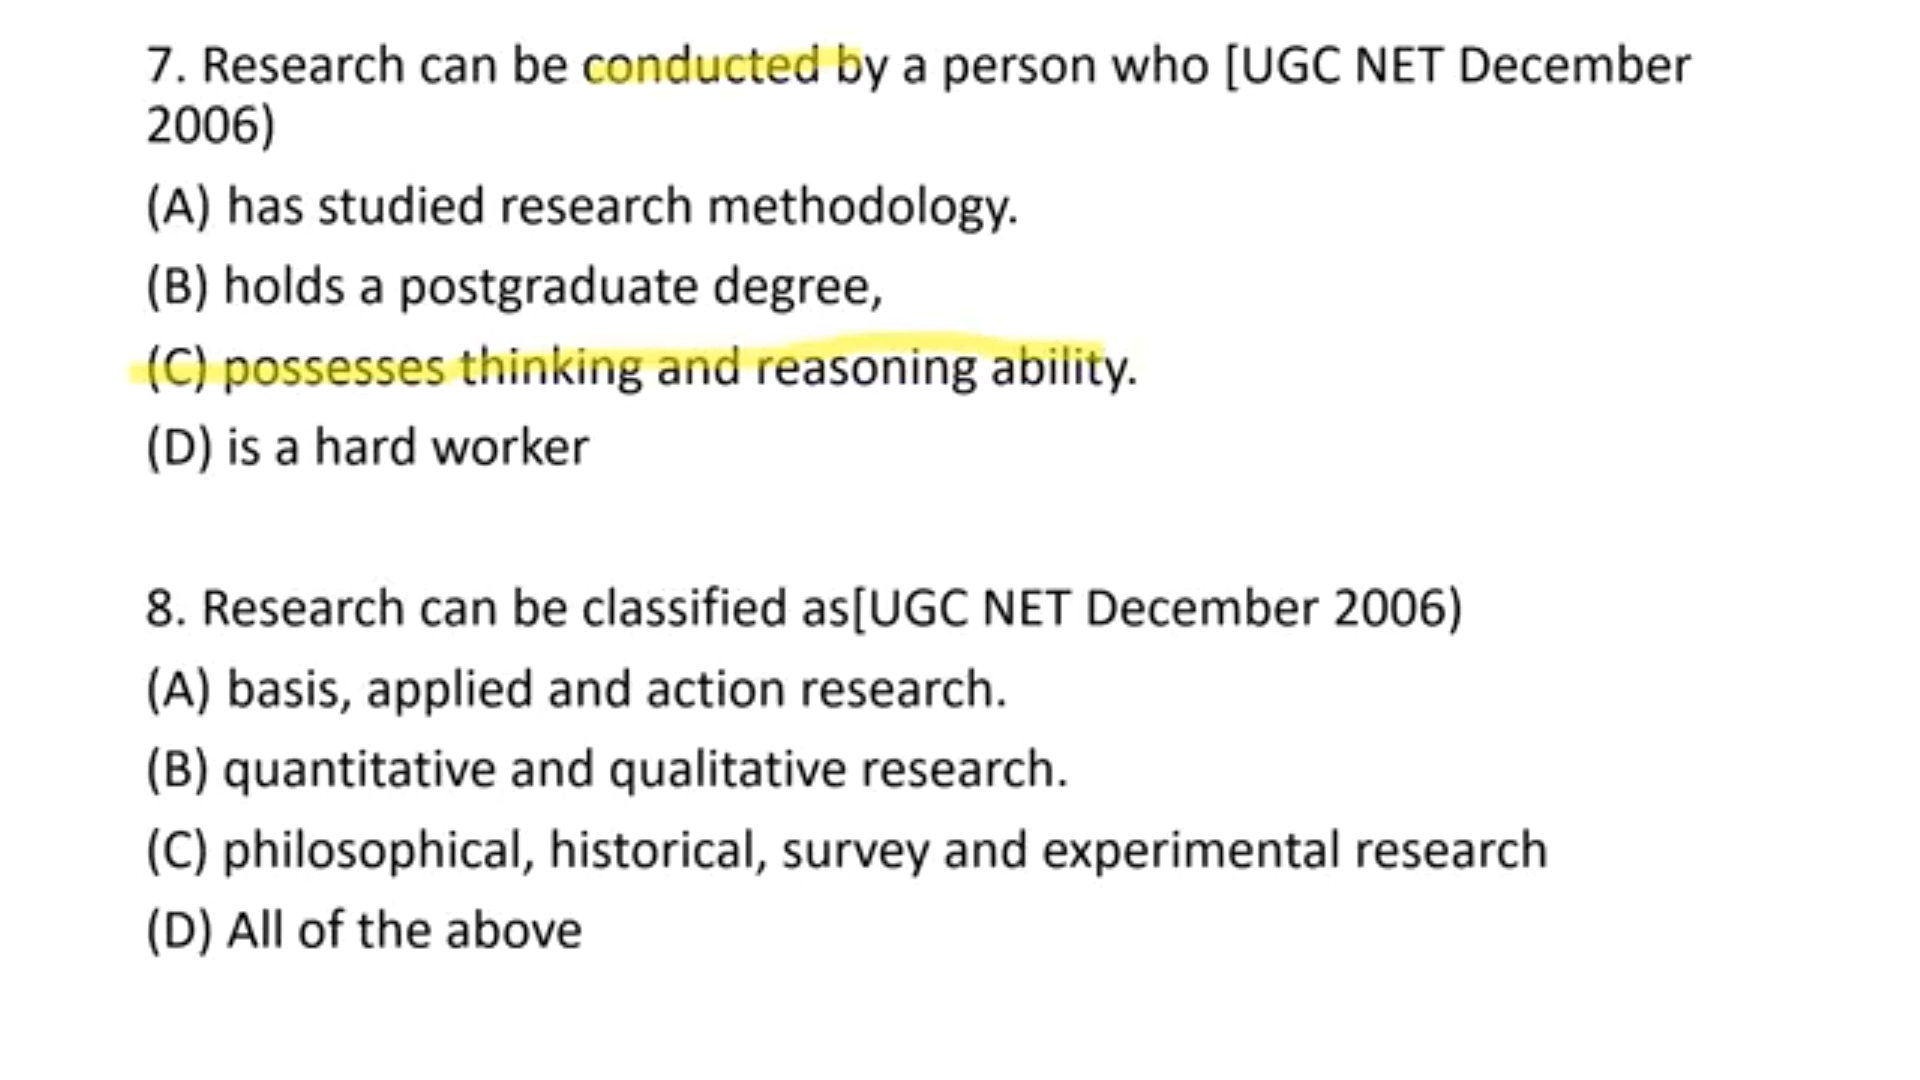 7. Research can be conducted by a person who [UGC NET December
2006)
(A) has studied research methodology.
(B) holds a postgraduate degree,
(C) possesses thinking and reasoning ability.
(D) is a hard worker
8. Research can be classified as[UGC NET December 2006)
(A) basis, applied and action research.
(B) quantitative and qualitative research.
(C) philosophical, historical, survey and experimental research
(D) All of the above